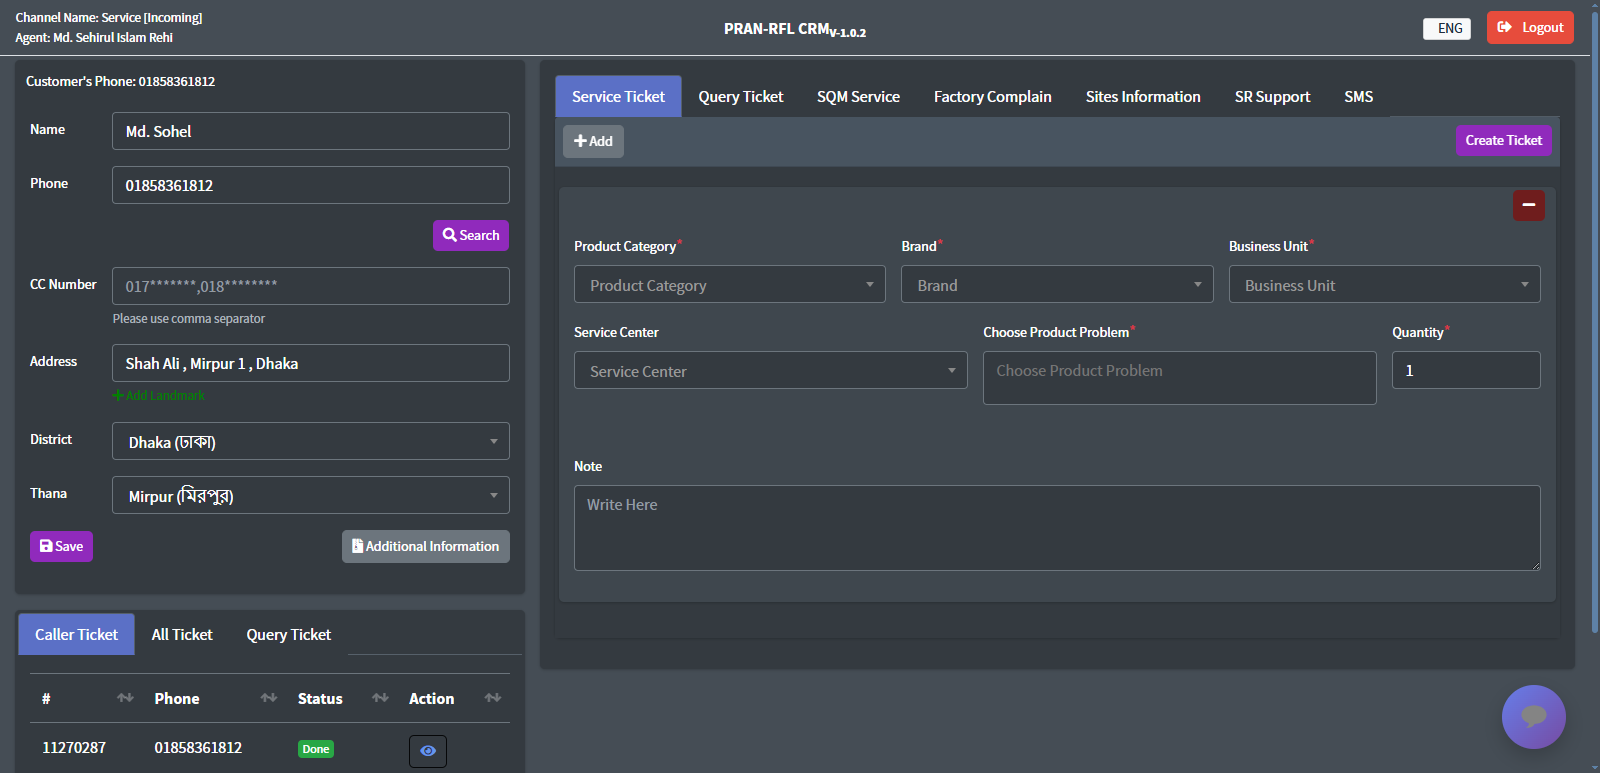 Channel Name: Service [Incoming]
Agent: Md. Sehirul Islam Rehi
PRAN-RFL CRMV-1.0.2
ENG
Logout
Customer's Phone: 01858361812
Name
Md. Sohel
Phone
01858361812
Search
CC Number
017*******,018********
Please use comma separator
Address
Shah Ali , Mirpur 1 , Dhaka
Add Landmark
District
Dhaka (ঢাকা)
Thana
Mirpur (মিরপুর)
Save
Additional Information
Caller Ticket
All Ticket
Query Ticket
# Phone Status Action
11270287 01858361812 Done
Service Ticket
Query Ticket
SQM Service
Factory Complain
Sites Information
SR Support
SMS
Add
Create Ticket
Product Category*
Product Category
Brand*
Brand
Business Unit*
Business Unit
Service Center
Service Center
Choose Product Problem*
Choose Product Problem
Quantity*
1
Note
Write Here